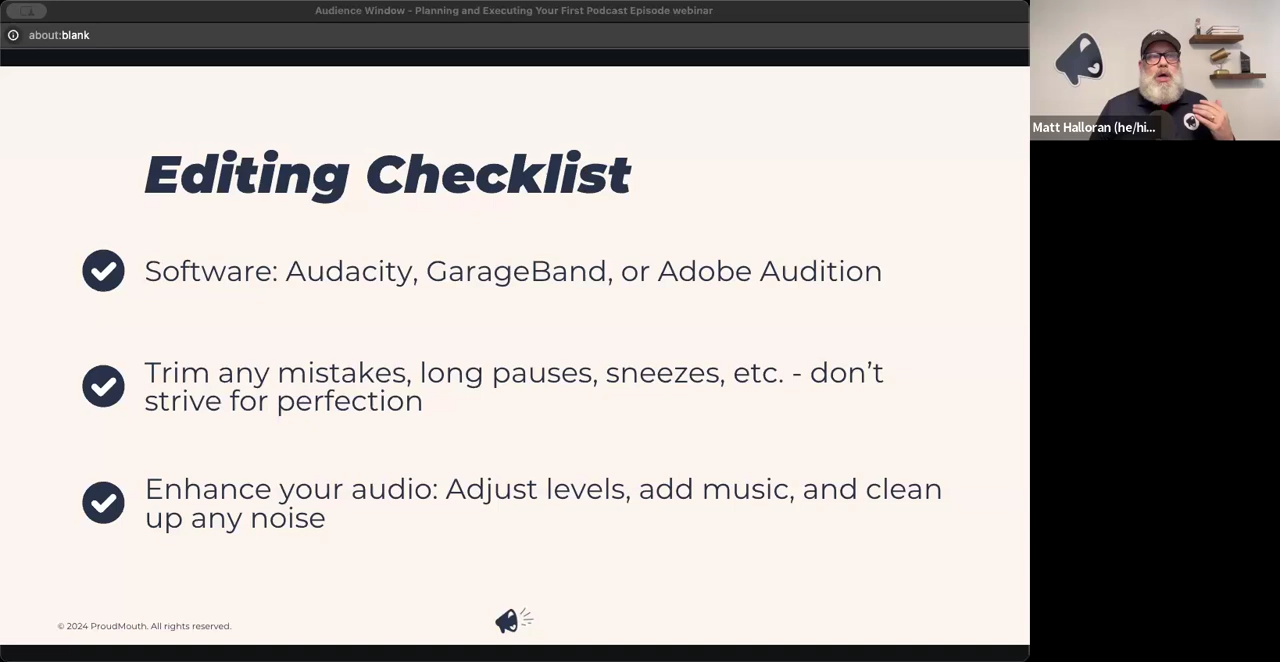 Audience Window - Planning and Executing Your First Podcast Episode webinar
about:blank
Editing Checklist
Software: Audacity, GarageBand, or Adobe Audition
Trim any mistakes, long pauses, sneezes, etc. - don’t
strive for perfection
Enhance your audio: Adjust levels, add music, and clean
up any noise
© 2024 ProudMouth. All rights reserved.
Matt Halloran (he/hi...